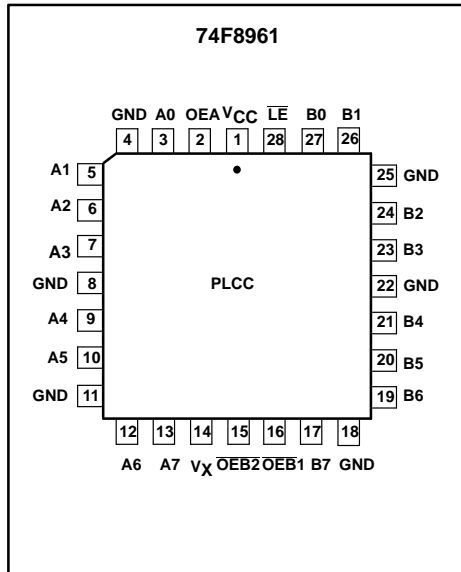 74F8961
GND A0 OEA VCC LE B0 B1
4 3 2 1 28 27 26
A1 5 25 GND
A2 6 24 B2
A3 7 23 B3
GND 8 PLCC 22 GND
A4 9 21 B4
A5 10 20 B5
GND 11 19 B6
12 13 14 15 16 17 18
A6 A7 VX OEB2 OEB1 B7 GND